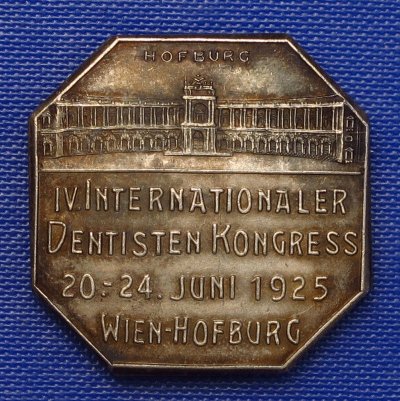 HOFBURG
IV. INTERNATIONALER
DENTISTEN KONGRESS
20.-24. JUNI 1925
WIEN-HOFBURG